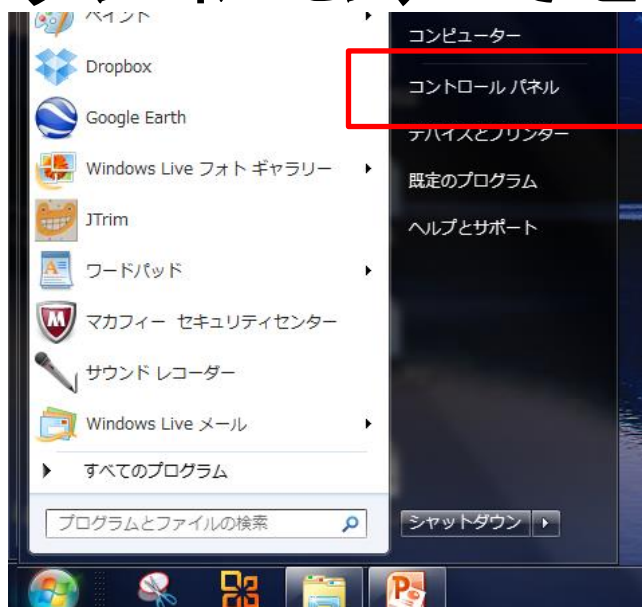 ペイント
Dropbox
Google Earth
Windows Live フォト ギャラリー
JTrim
ワードパッド
マカフィー セキュリティセンター
サウンド レコーダー
Windows Live メール
すべてのプログラム
プログラムとファイルの検索
コンピューター
コントロール パネル
デバイスとプリンター
既定のプログラム
ヘルプとサポート
シャットダウン